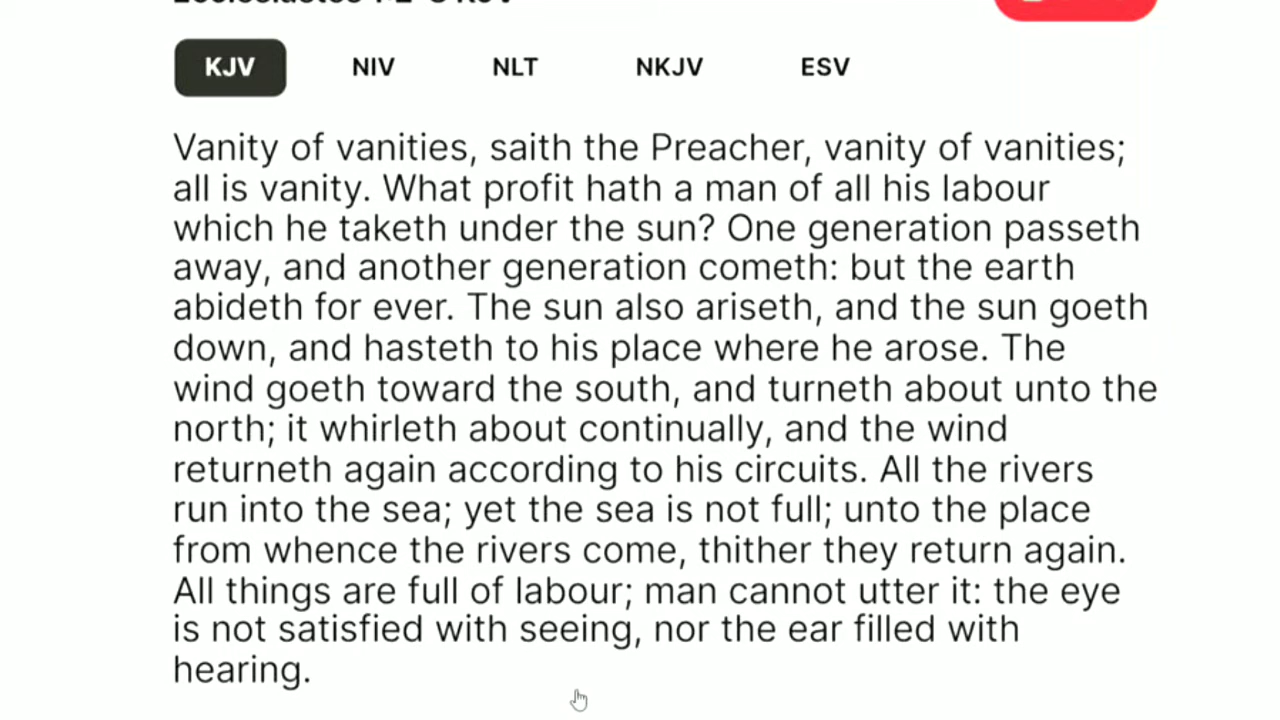 Ecclesiastes 1:2-8 KJV
KJV NIV NLT NKJV ESV
Vanity of vanities, saith the Preacher, vanity of vanities;
all is vanity. What profit hath a man of all his labour
which he taketh under the sun? One generation passeth
away, and another generation cometh: but the earth
abideth for ever. The sun also ariseth, and the sun goeth
down, and hasteth to his place where he arose. The
wind goeth toward the south, and turneth about unto the
north; it whirleth about continually, and the wind
returneth again according to his circuits. All the rivers
run into the sea; yet the sea is not full; unto the place
from whence the rivers come, thither they return again.
All things are full of labour; man cannot utter it: the eye
is not satisfied with seeing, nor the ear filled with
hearing.